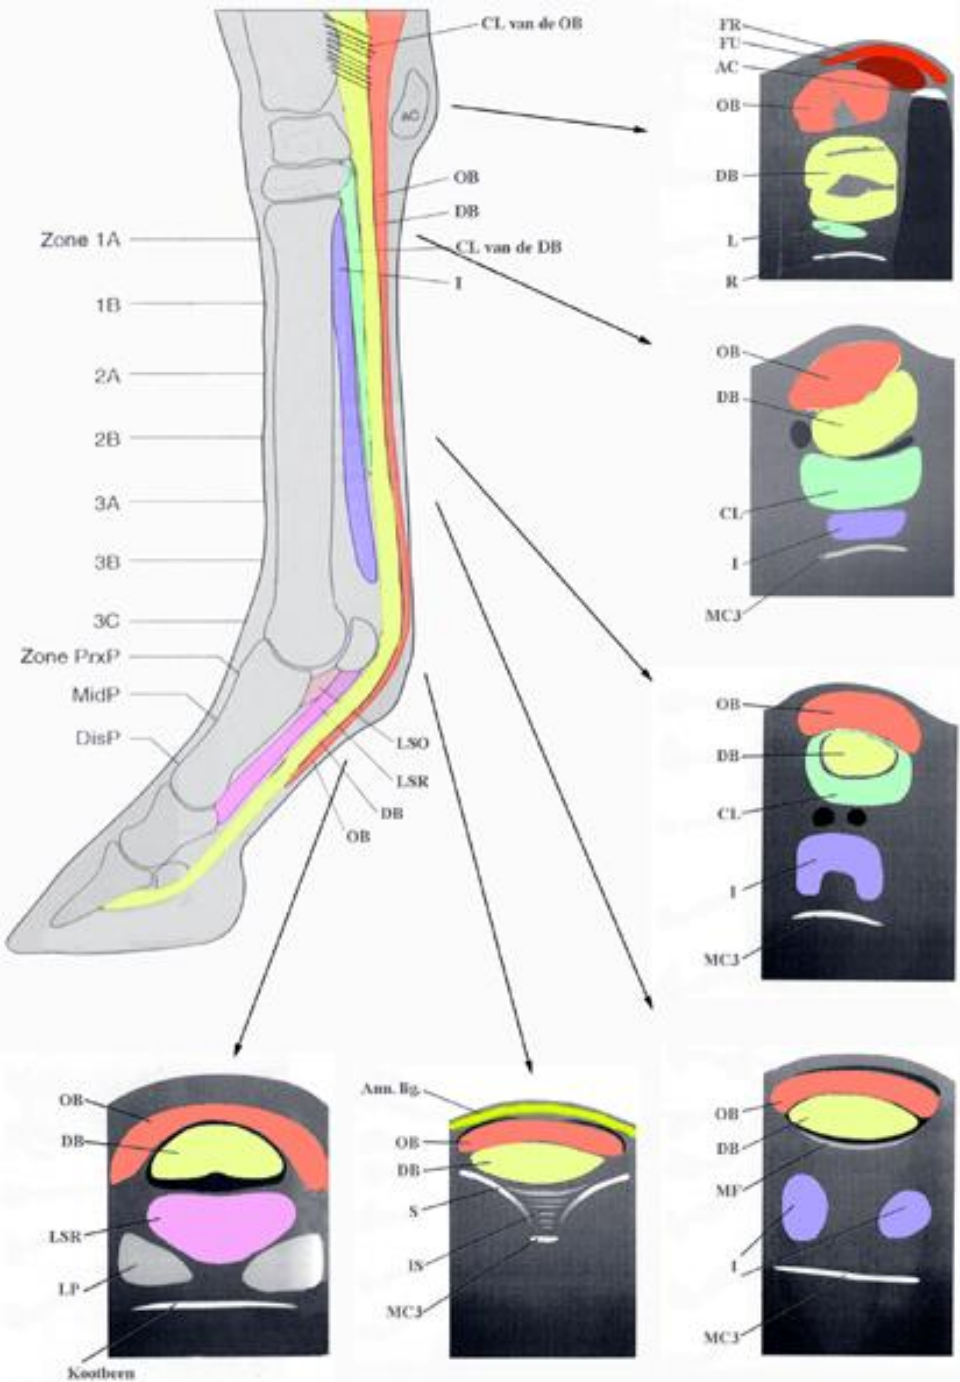 CL van de OB
AC
OB
DB
CL van de DB
I
Zone 1A
1B
2A
2B
3A
3B
3C
Zone PrxP
MidP
DisP
LSO
LSR
DB
OB
FR
FU
AC
OB
DB
L
R
OB
DB
CL
I
MC3
OB
DB
CL
I
MC3
OB
DB
LSR
LP
Kootbeen
Ann. lig.
OB
DB
S
IS
MC3
OB
DB
MF
I
MC3